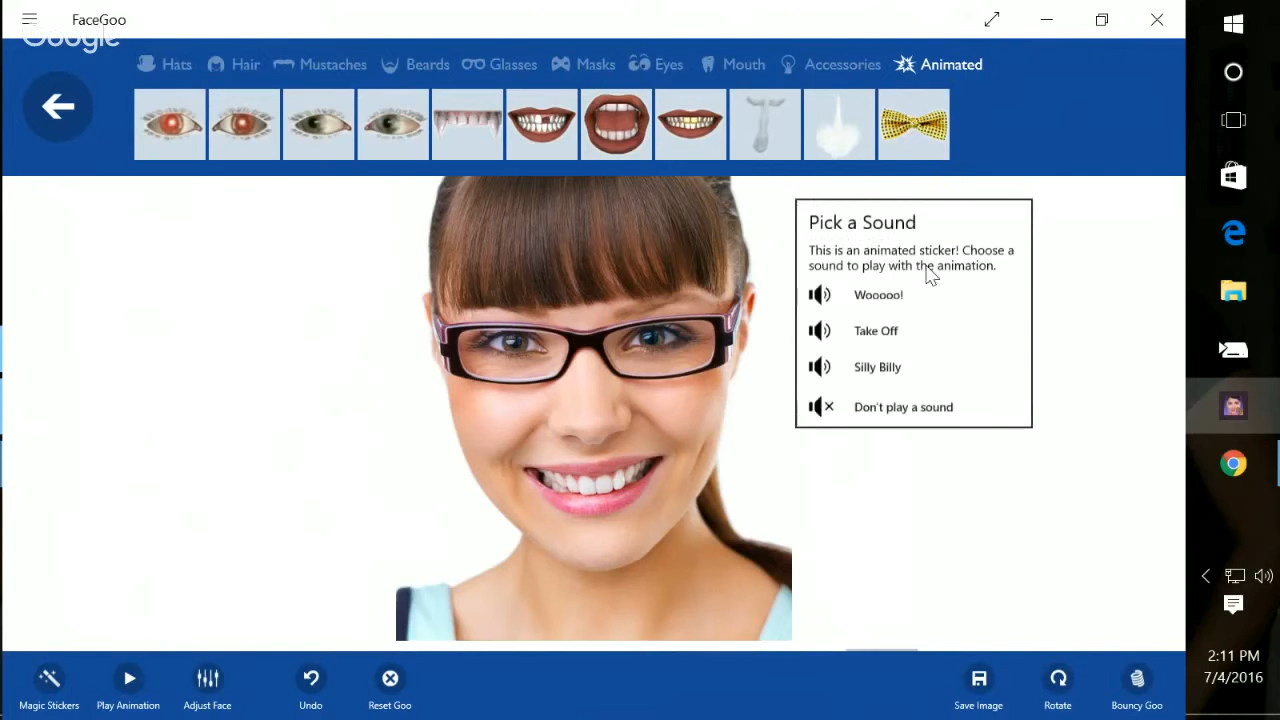 FaceGoo
Google
Hats Hair Mustaches Beards Glasses Masks Eyes Mouth Accessories Animated
Pick a Sound
This is an animated sticker! Choose a
sound to play with the animation.
Wooooo!
Take Off
Silly Billy
Don't play a sound
Magic Stickers Play Animation Adjust Face Undo Reset Goo Save Image Rotate Bouncy Goo
2:11 PM
7/4/2016